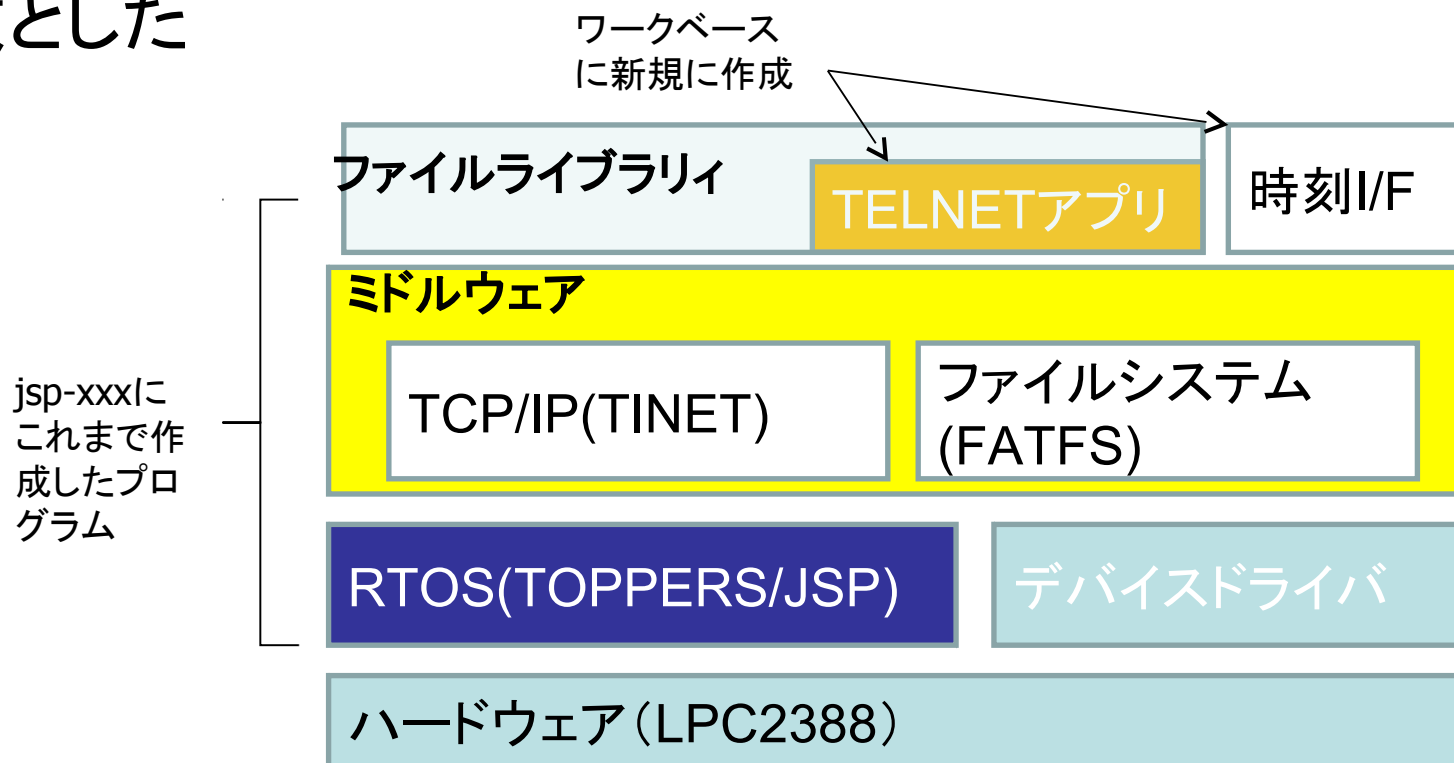 とした
ワークベース
に新規に作成
ファイルライブラリィ
TELNETアプリ
時刻I/F
ミドルウェア
jsp-xxxに
これまで作
成したプロ
グラム
TCP/IP(TINET)
ファイルシステム
(FATFS)
RTOS(TOPPERS/JSP)
デバイスドライバ
ハードウェア(LPC2388)